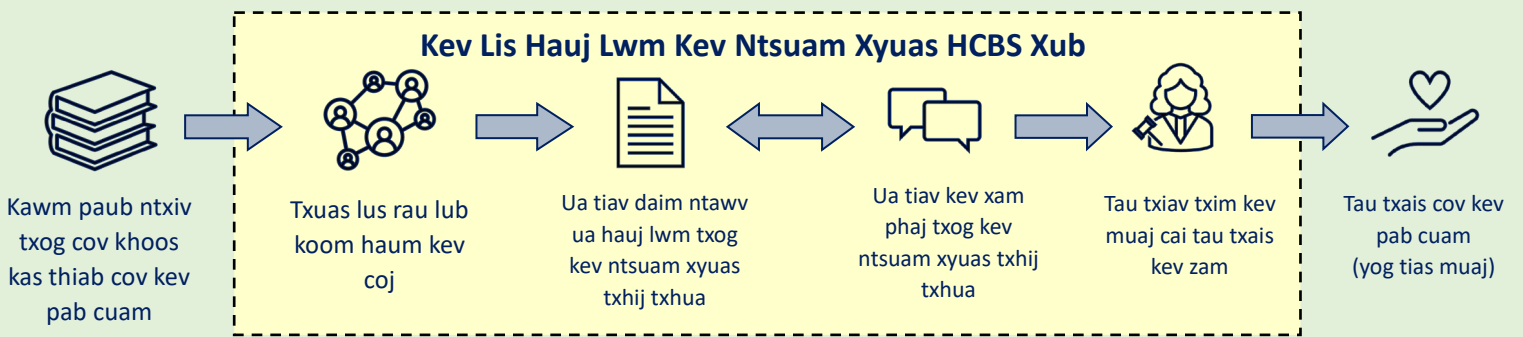 Kev Lis Hauj Lwm Kev Ntsuam Xyuas HCBS Xub
Kawm paub ntxiv
txog cov khoos
kas thiab cov kev
pab cuam
Txuas lus rau lub
koom haum kev
coj
Ua tiav daim ntawv
ua hauj lwm txog
kev ntsuam xyuas
txhij txhua
Ua tiav kev xam
phaj txog kev
ntsuam xyuas txhij
txhua
Tau txiav txim kev
muaj cai tau txais
kev zam
Tau txais cov kev
pab cuam
(yog tias muaj)